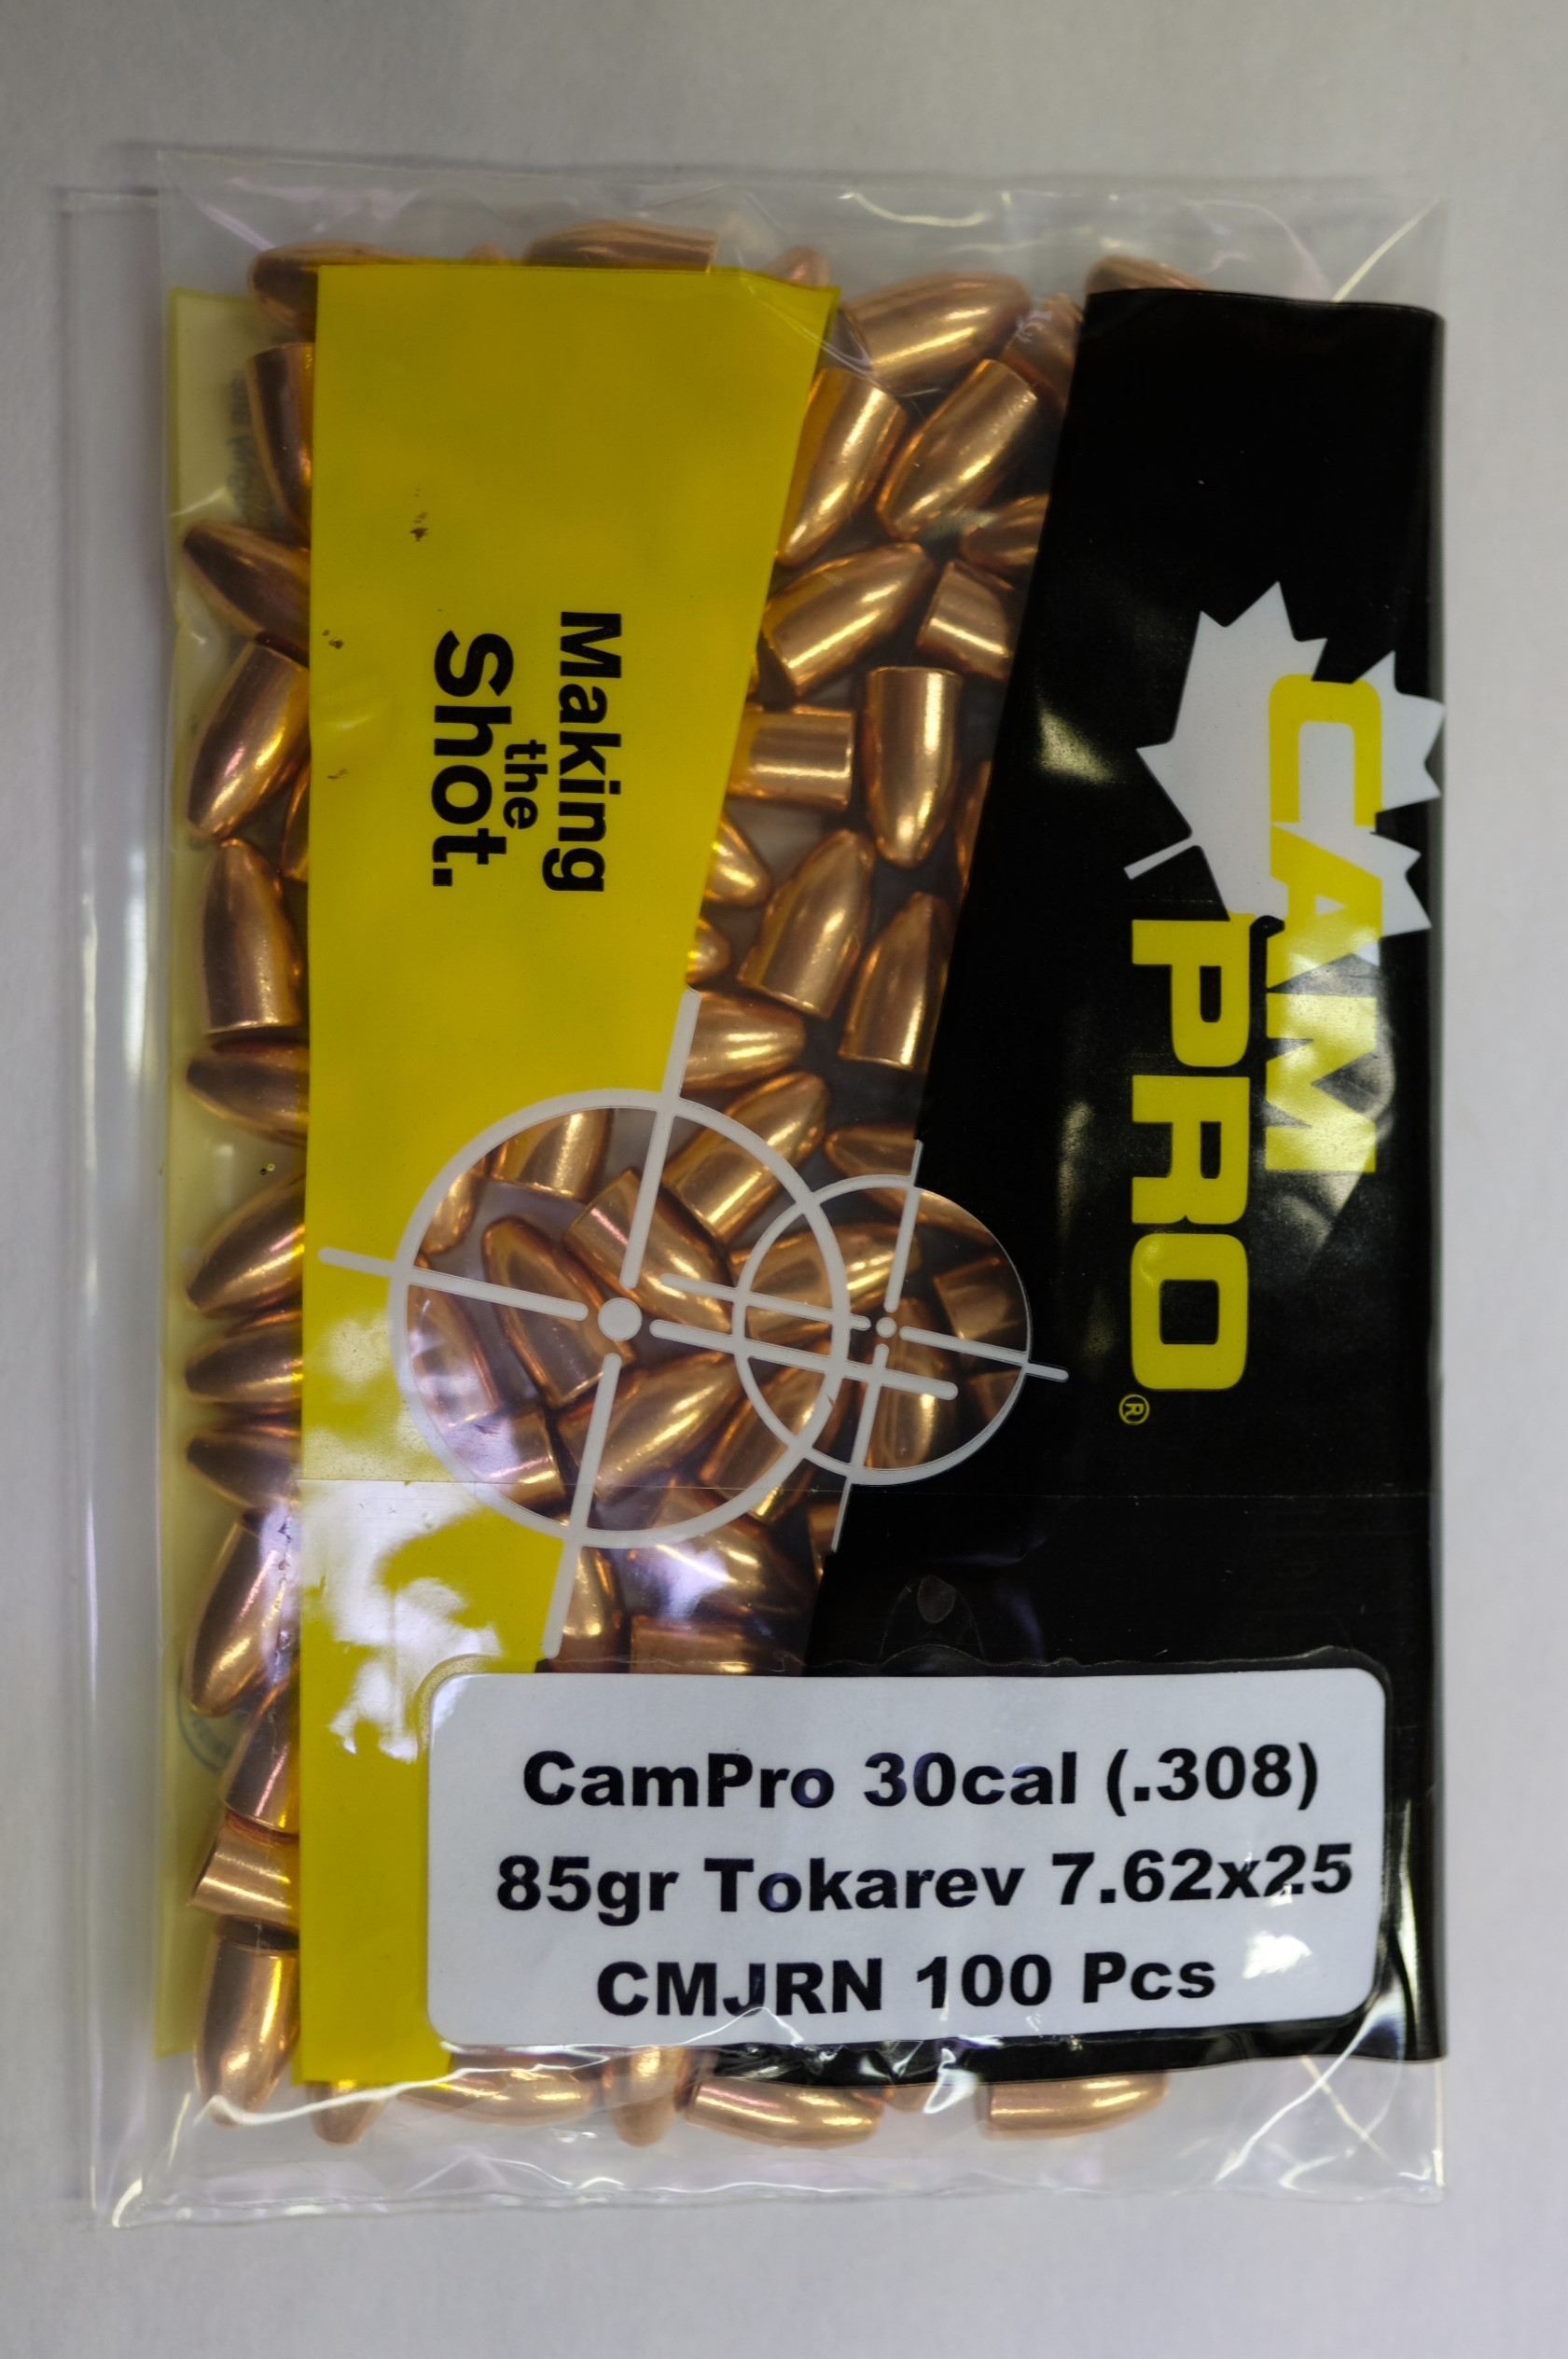 Making
the
Shot.
CAM
PRO®
CamPro 30cal (.308)
85gr Tokarev 7.62x25
CMJRN 100 Pcs